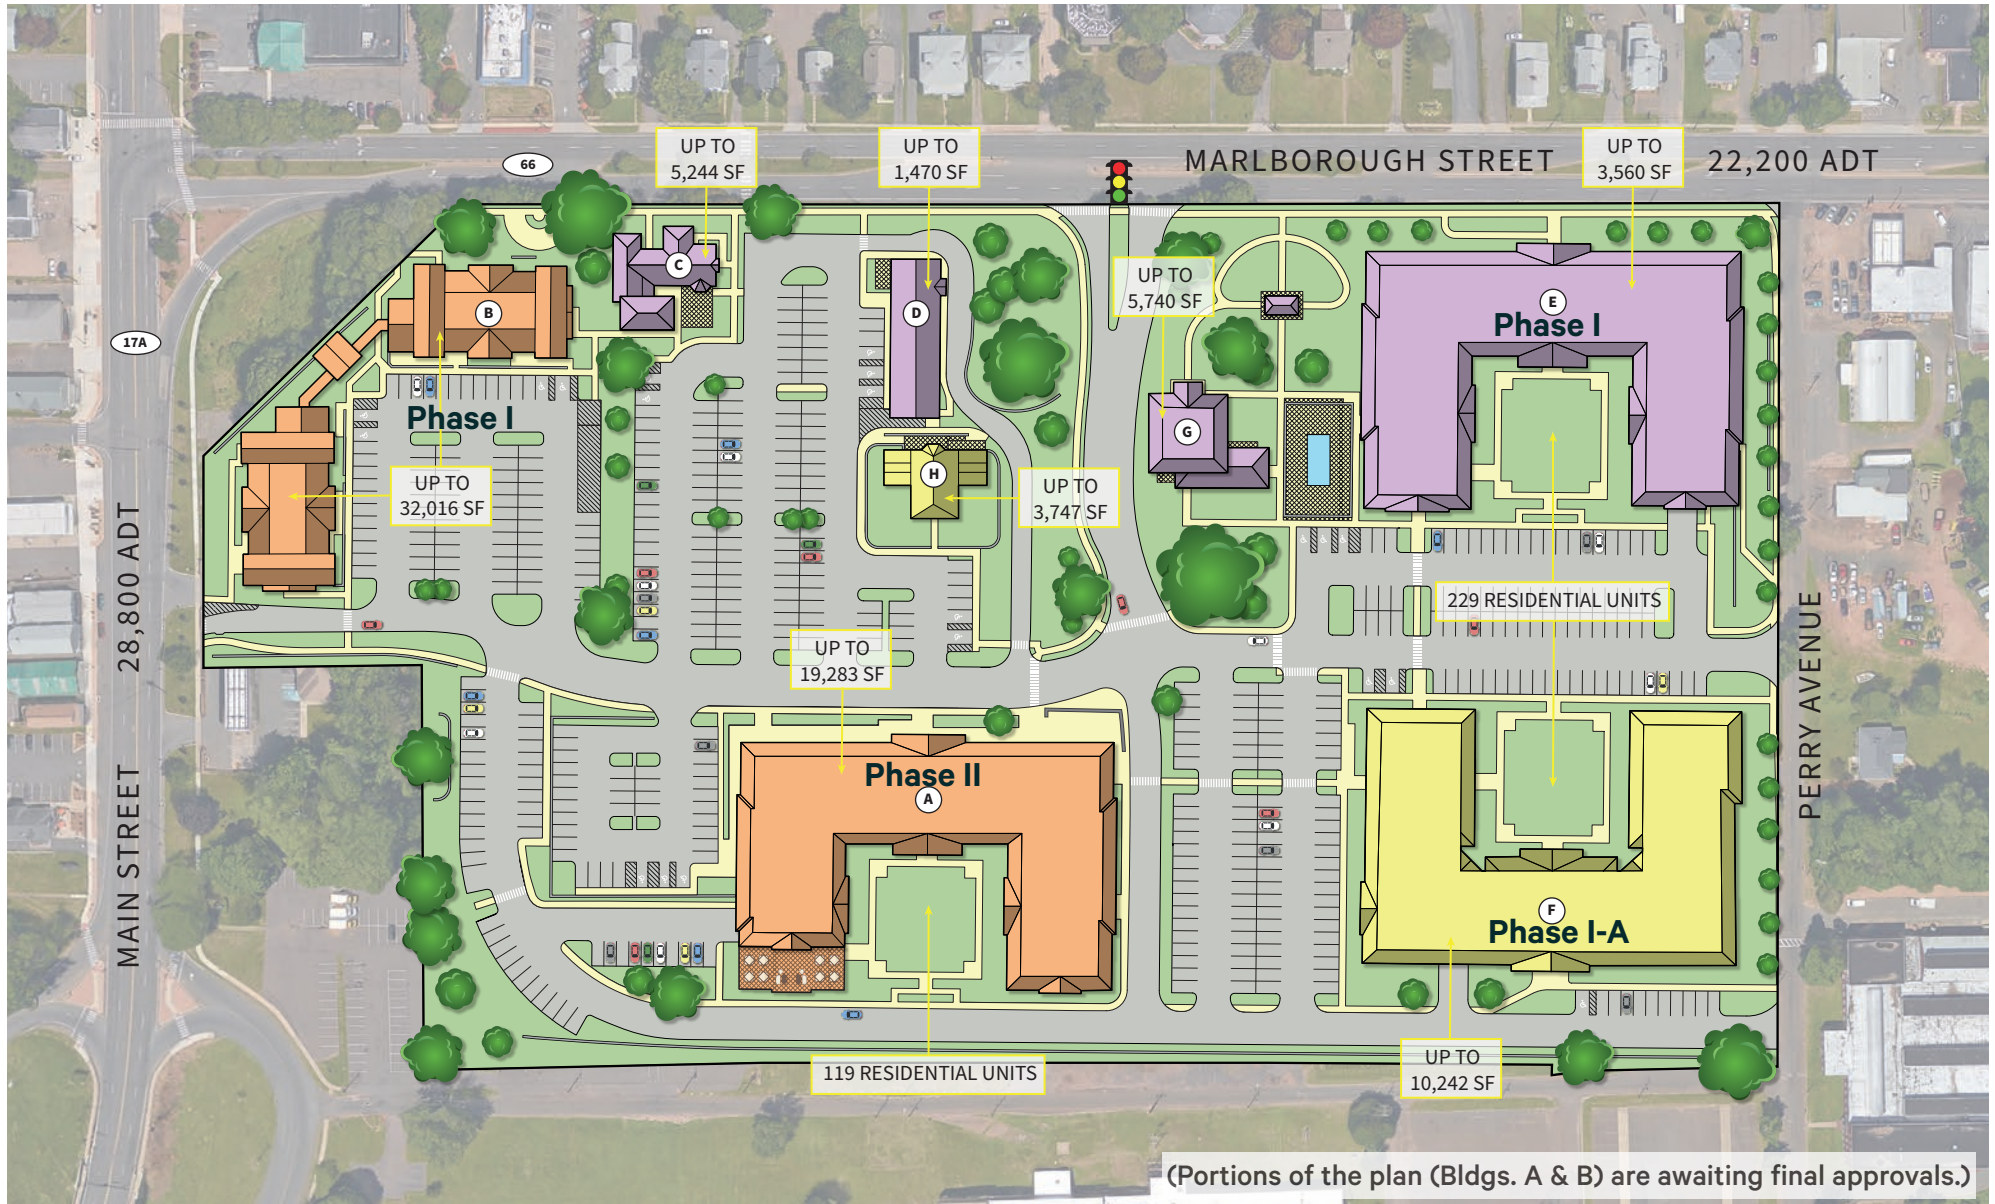 66
UP TO
5,244 SF
UP TO
1,470 SF
MARLBOROUGH STREET 22,200 ADT
UP TO
3,560 SF
17A
C
B
D
UP TO
5,740 SF
E
Phase I
Phase I
G
H
UP TO
32,016 SF
UP TO
3,747 SF
229 RESIDENTIAL UNITS
UP TO
19,283 SF
MAIN STREET 28,800 ADT
PERRY AVENUE
Phase II
A
F
Phase I-A
119 RESIDENTIAL UNITS
UP TO
10,242 SF
(Portions of the plan (Bldgs. A & B) are awaiting final approvals.)